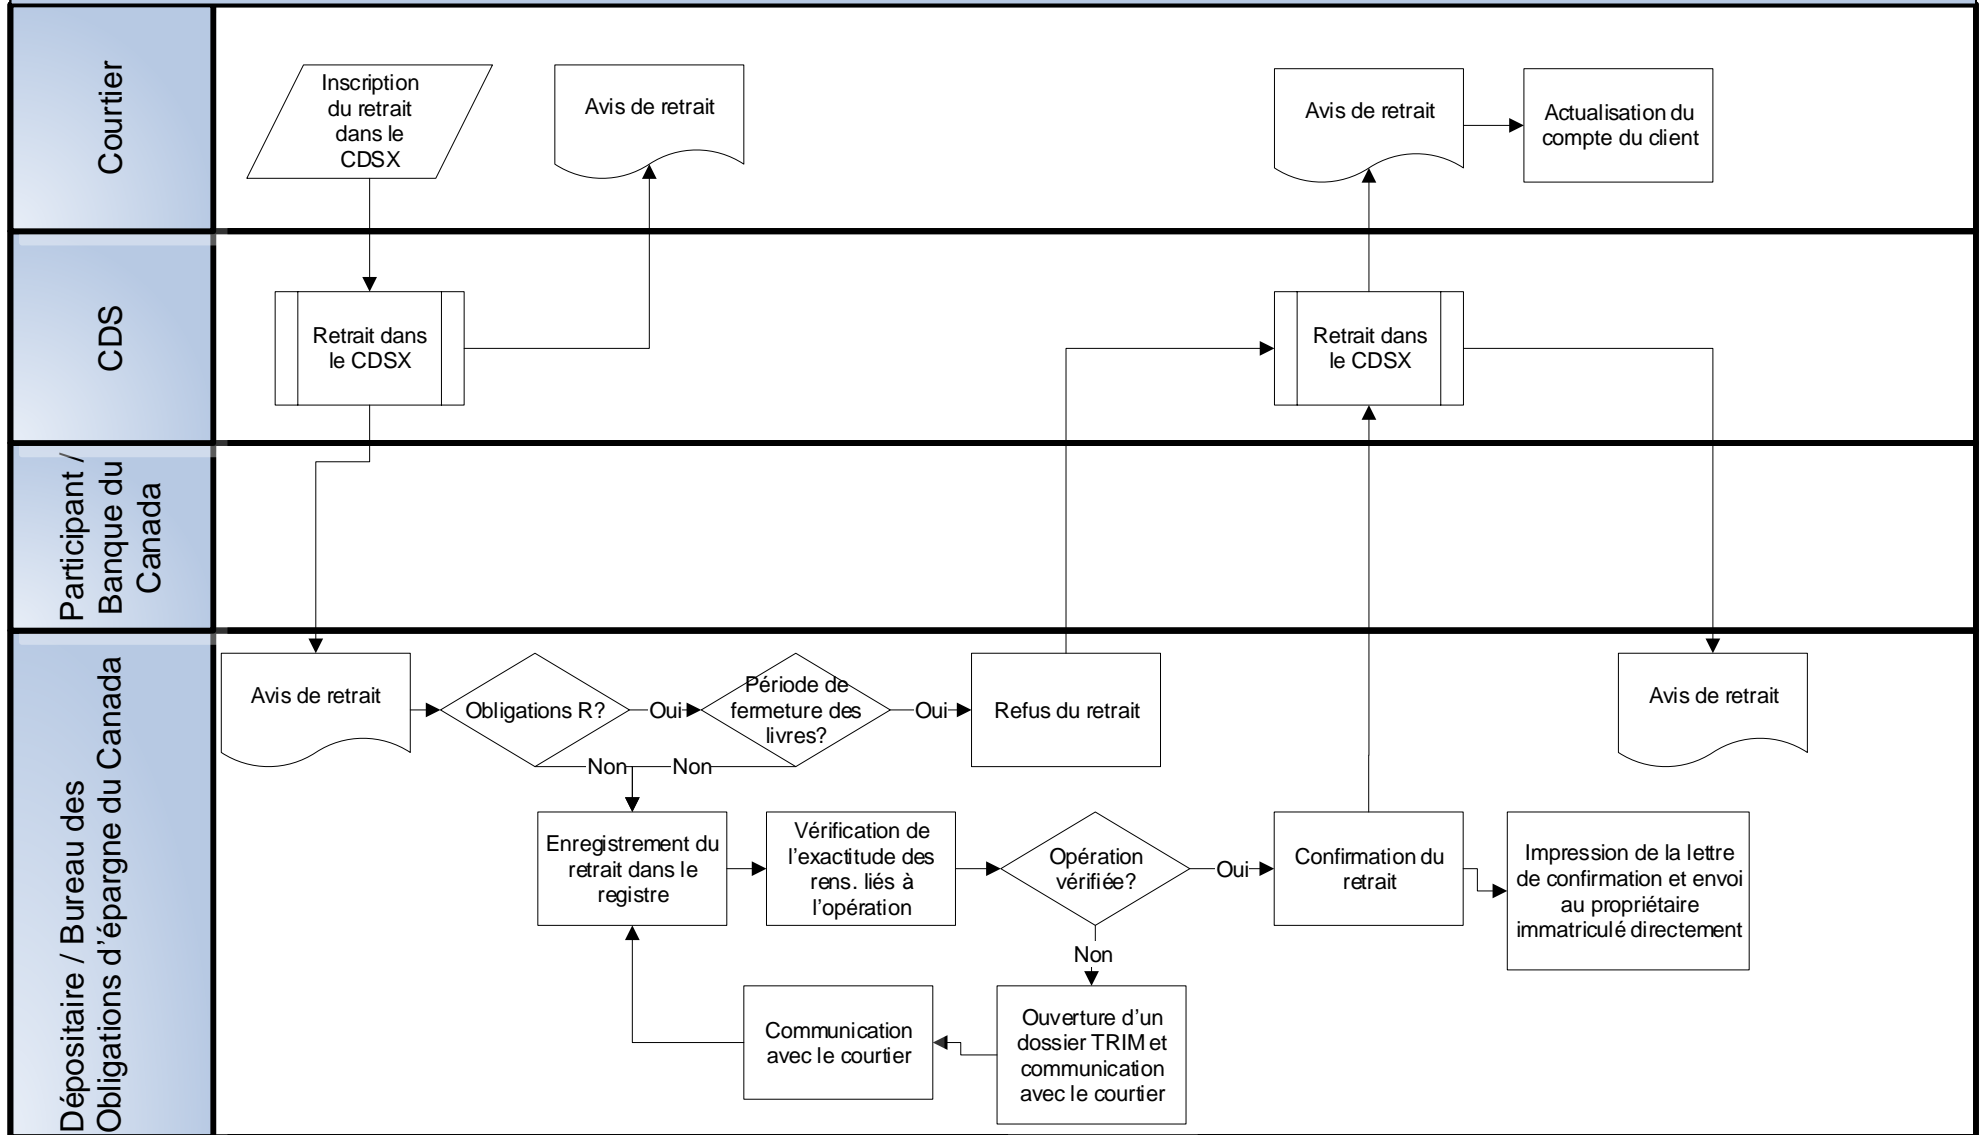 Courtier
Inscription
du retrait
dans le
CDSX
Avis de retrait
Avis de retrait
Actualisation du
compte du client
CDS
Retrait dans
le CDSX
Retrait dans
le CDSX
Participant /
Banque du
Canada
Dépositaire / Bureau des
Obligations d'épargne du Canada
Avis de retrait
Obligations R?
Oui
Période de
fermeture des
livres?
Oui
Refus du retrait
Avis de retrait
Non
Non
Enregistrement du
retrait dans le
registre
Vérification de
l'exactitude des
rens. liés à
l'opération
Opération
vérifiée?
Oui
Confirmation du
retrait
Impression de la lettre
de confirmation et envoi
au propriétaire
immatriculé directement
Non
Communication
avec le courtier
Ouverture d'un
dossier TRIM et
communication
avec le courtier